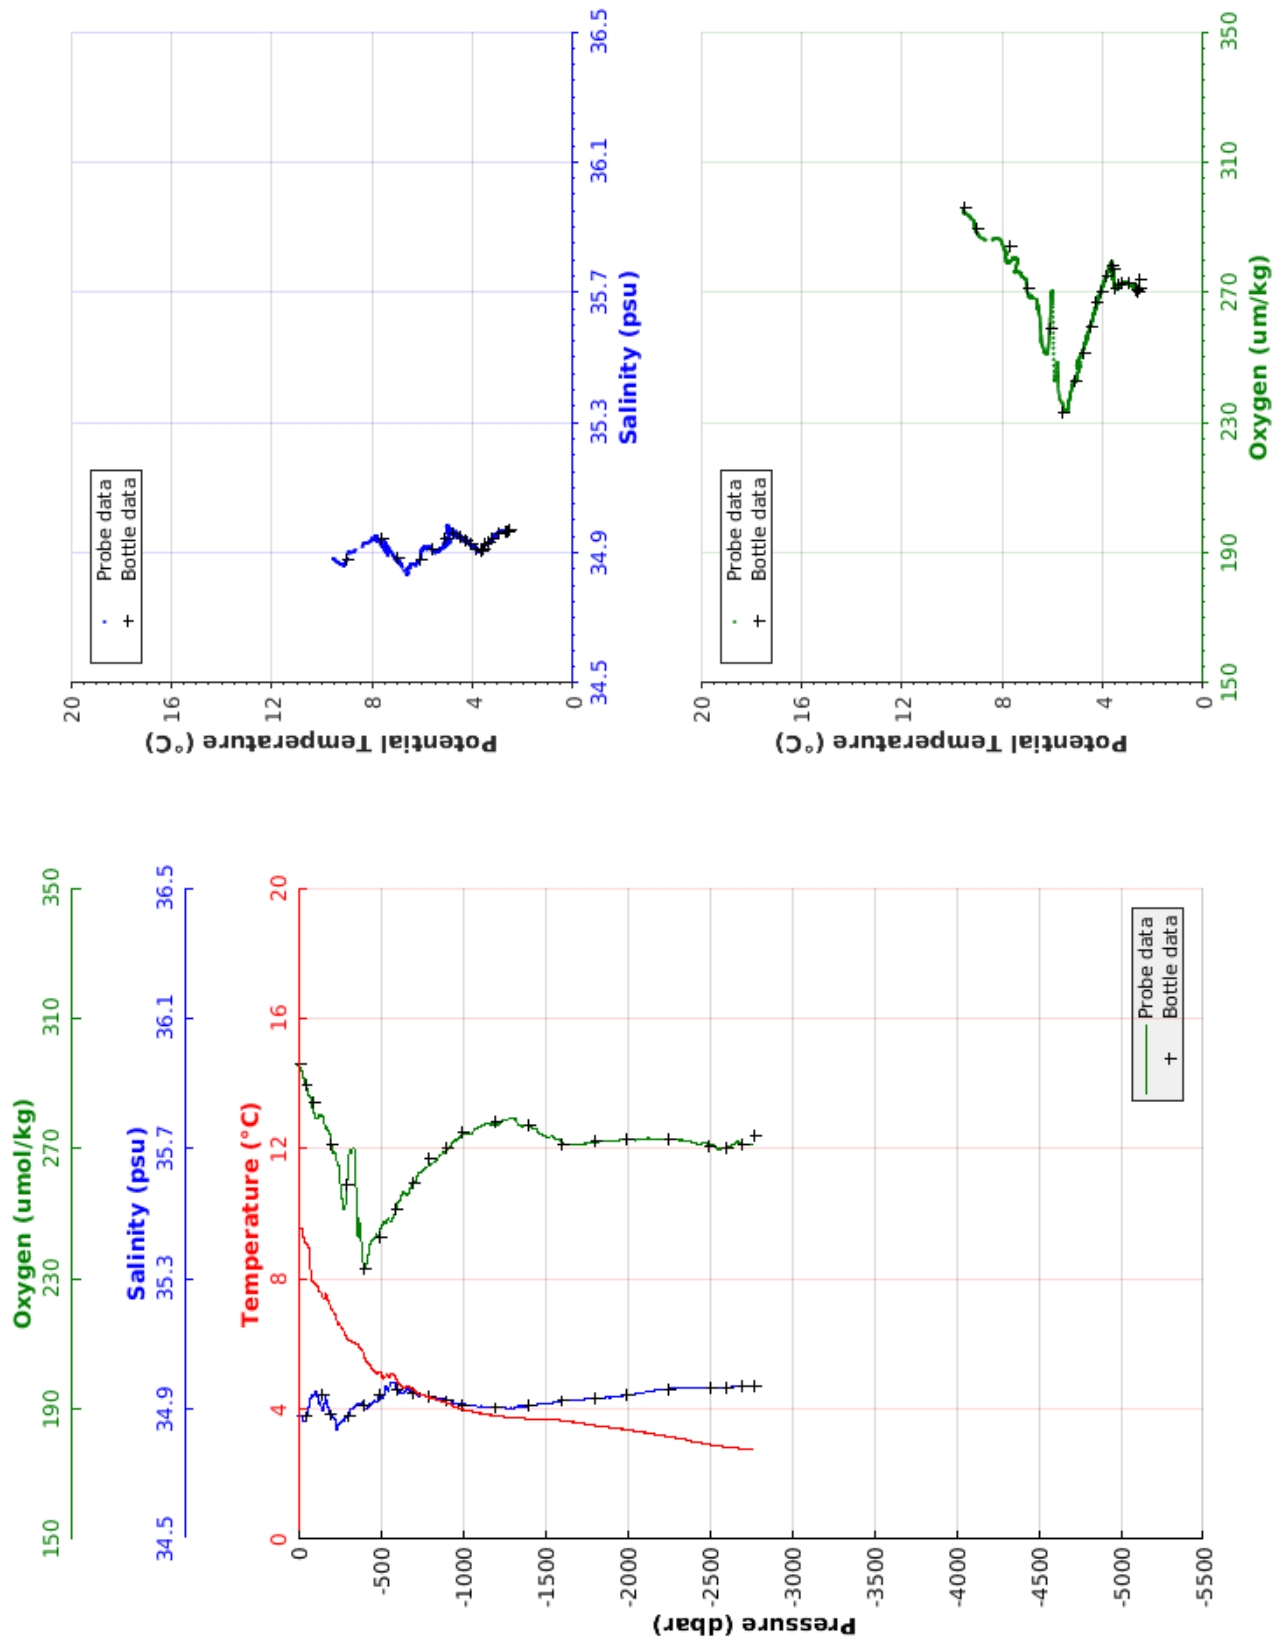 Oxygen (umol/kg)
150 190 230 270 310 350
Salinity (psu)
34.5 34.9 35.3 35.7 36.1 36.5
Temperature (°C)
0 4 8 12 16 20
0
-500
-1000
-1500
-2000
-2500
-3000
-3500
-4000
-4500
-5000
-5500
Pressure (dbar)
Probe data
Bottle data
20
16
12
8
4
0
Potential Temperature (°C)
Probe data
Bottle data
34.5 34.9 35.3 35.7 36.1 36.5
Salinity (psu)
20
16
12
8
4
0
Potential Temperature (°C)
Probe data
Bottle data
150 190 230 270 310 350
Oxygen (um/kg)